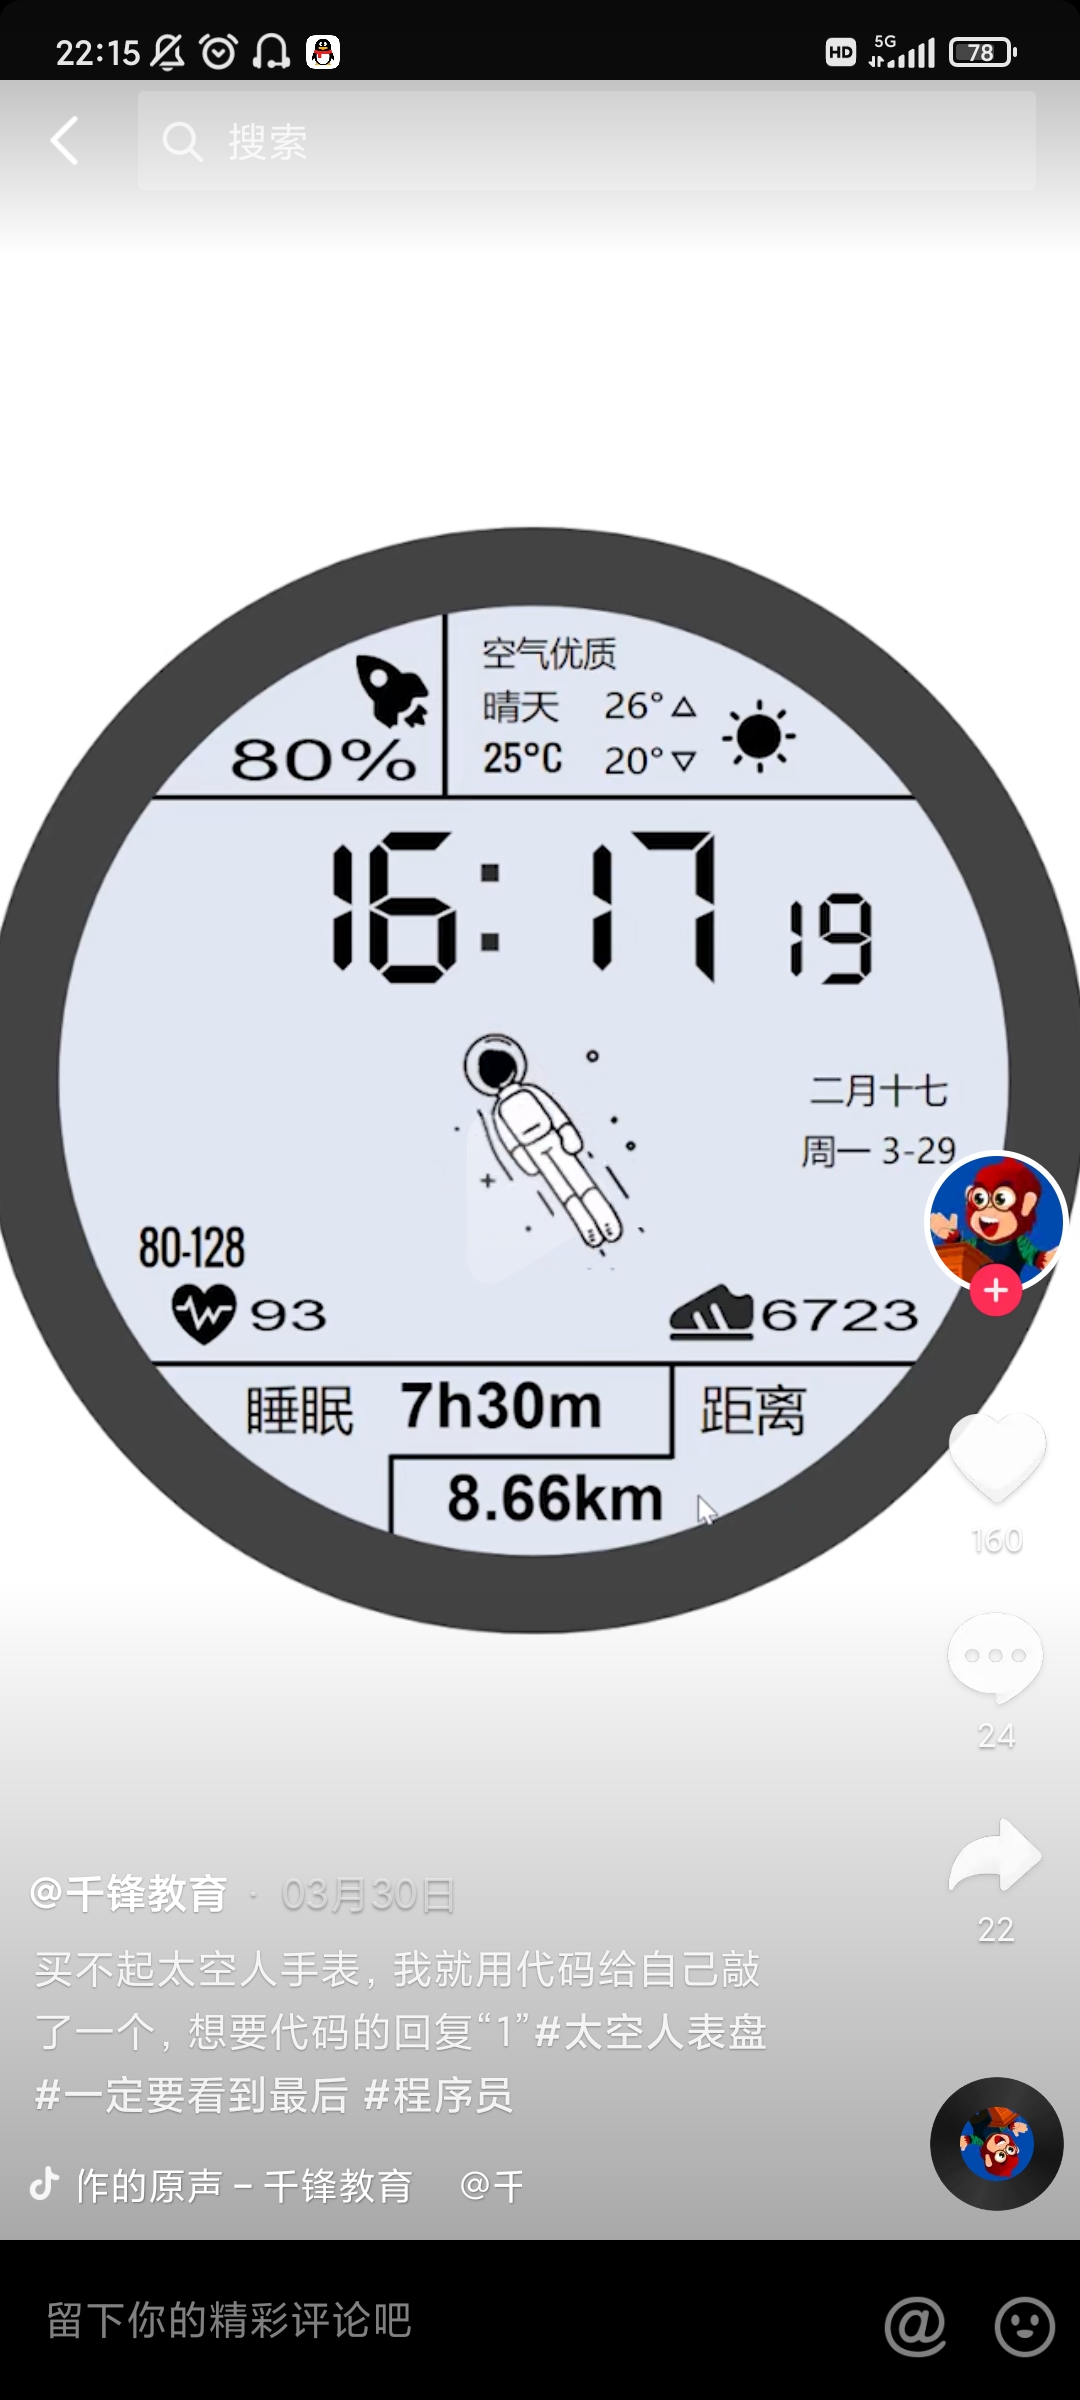 22:15
HD 5G 78
搜索
空气优质
晴天 26°
80% 25°C 20°
16:17 19
二月十七
周一 3-29
80-128
93 6723
睡眠 7h30m 距离
8.66km
160
24
22
@千锋教育 · 03月30日
买不起太空人手表,我就用代码给自己敲
了一个,想要代码的回复“1”#太空人表盘
#一定要看到最后 #程序员
作的原声 – 千锋教育 @千
留下你的精彩评论吧